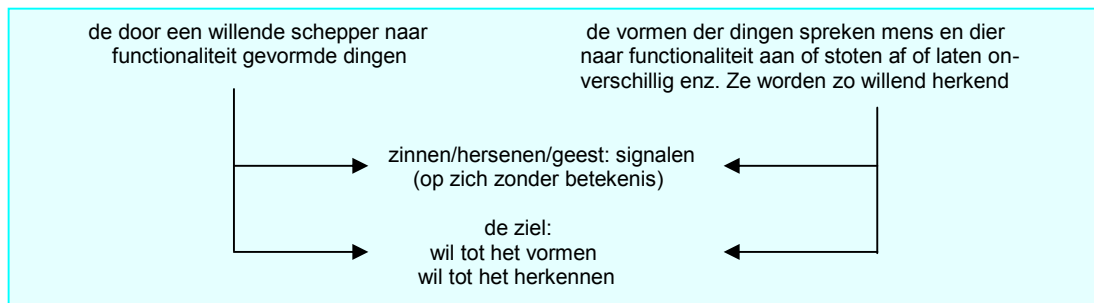 de door een willende schepper naar
functionaliteit gevormde dingen
de vormen der dingen spreken mens en dier
naar functionaliteit aan of stoten af of laten on-
verschillig enz. Ze worden zo willend herkend
zinnen/hersenen/geest: signalen
(op zich zonder betekenis)
de ziel:
wil tot het vormen
wil tot het herkennen